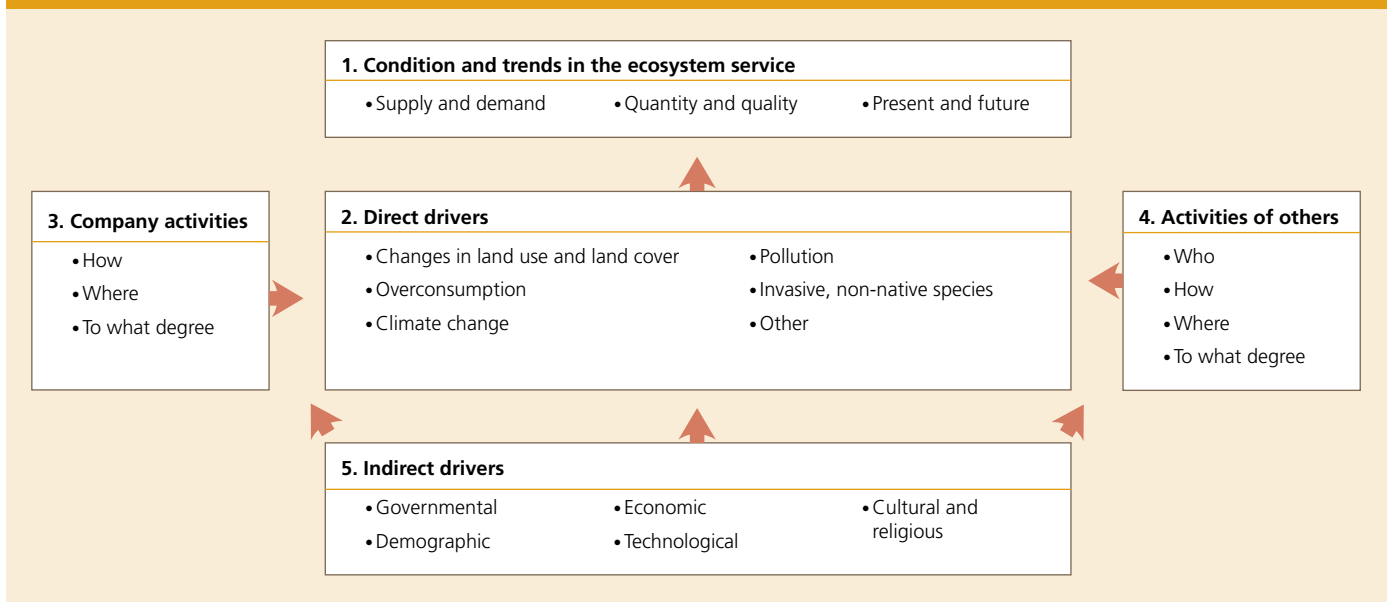 1. Condition and trends in the ecosystem service
• Supply and demand
• Quantity and quality
• Present and future
3. Company activities
• How
• Where
• To what degree
2. Direct drivers
• Changes in land use and land cover
• Overconsumption
• Climate change
• Pollution
• Invasive, non-native species
• Other
4. Activities of others
• Who
• How
• Where
• To what degree
5. Indirect drivers
• Governmental
• Demographic
• Economic
• Technological
• Cultural and
religious